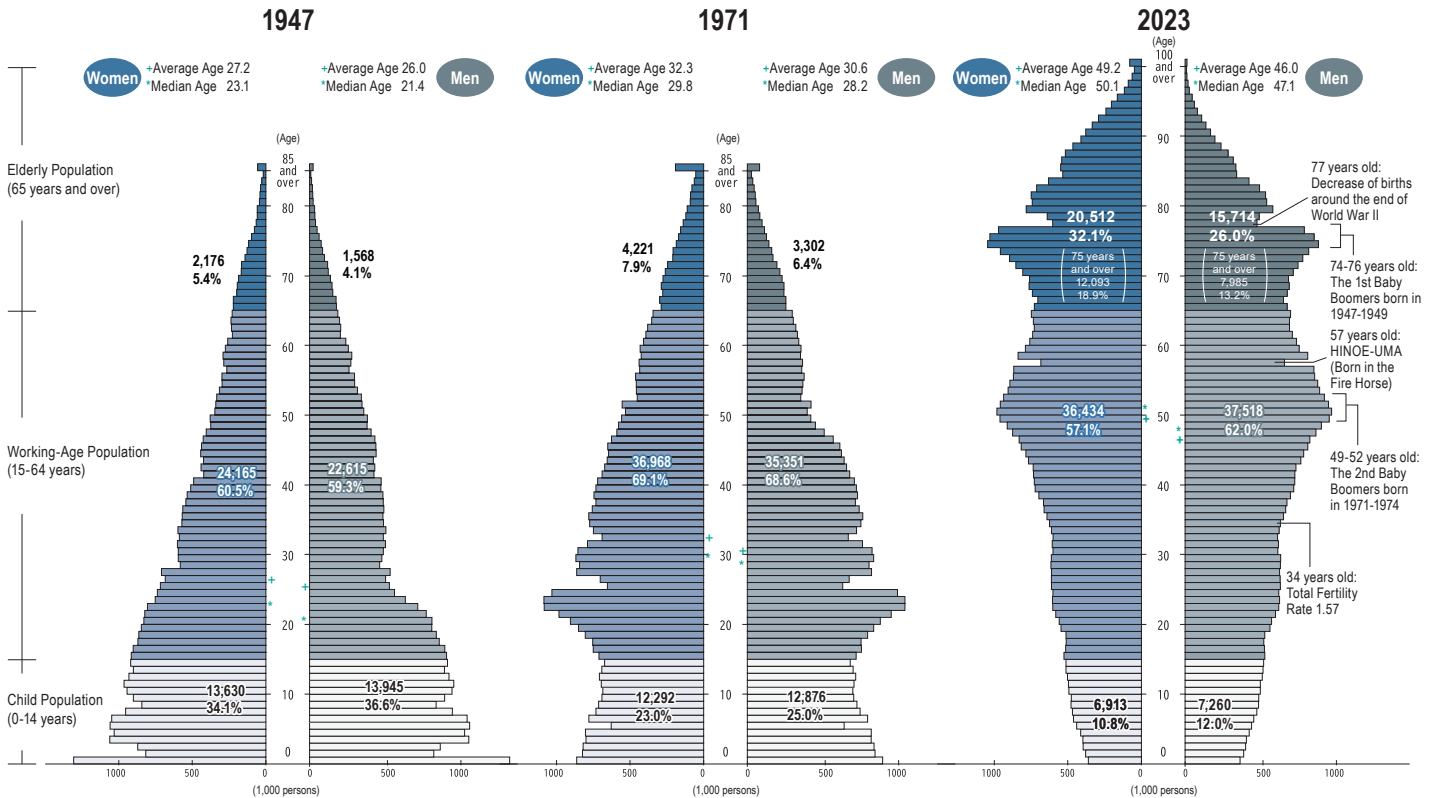 1947
1971
2023
Women
+Average Age 27.2
*Median Age 23.1
+Average Age 26.0
*Median Age 21.4
Men
Women
+Average Age 32.3
*Median Age 29.8
+Average Age 30.6
*Median Age 28.2
Men
Women
+Average Age 49.2
*Median Age 50.1
+Average Age 46.0
*Median Age 47.1
Men
Elderly Population
(65 years and over)
Working-Age Population
(15-64 years)
Child Population
(0-14 years)
(Age)
85
and
over
80
70
60
50
40
30
20
10
0
2,176
5.4%
1,568
4.1%
24,165
60.5%
22,615
59.3%
13,630
34.1%
13,945
36.6%
1000
500
0
0
500
1000
(1,000 persons)
(Age)
85
and
over
80
70
60
50
40
30
20
10
0
4,221
7.9%
3,302
6.4%
36,968
69.1%
35,351
68.6%
12,292
23.0%
12,876
25.0%
1000
500
0
0
500
1000
(1,000 persons)
(Age)
100
and
over
90
80
70
60
50
40
30
20
10
0
20,512
32.1%
75 years
and over
12,093
18.9%
15,714
26.0%
75 years
and over
7,985
13.2%
36,434
57.1%
37,518
62.0%
6,913
10.8%
7,260
12.0%
1000
500
0
0
500
1000
(1,000 persons)
77 years old:
Decrease of births
around the end of
World War II
74-76 years old:
The 1st Baby
Boomers born in
1947-1949
57 years old:
HINOE-UMA
(Born in the
Fire Horse)
49-52 years old:
The 2nd Baby
Boomers born
in 1971-1974
34 years old:
Total Fertility
Rate 1.57